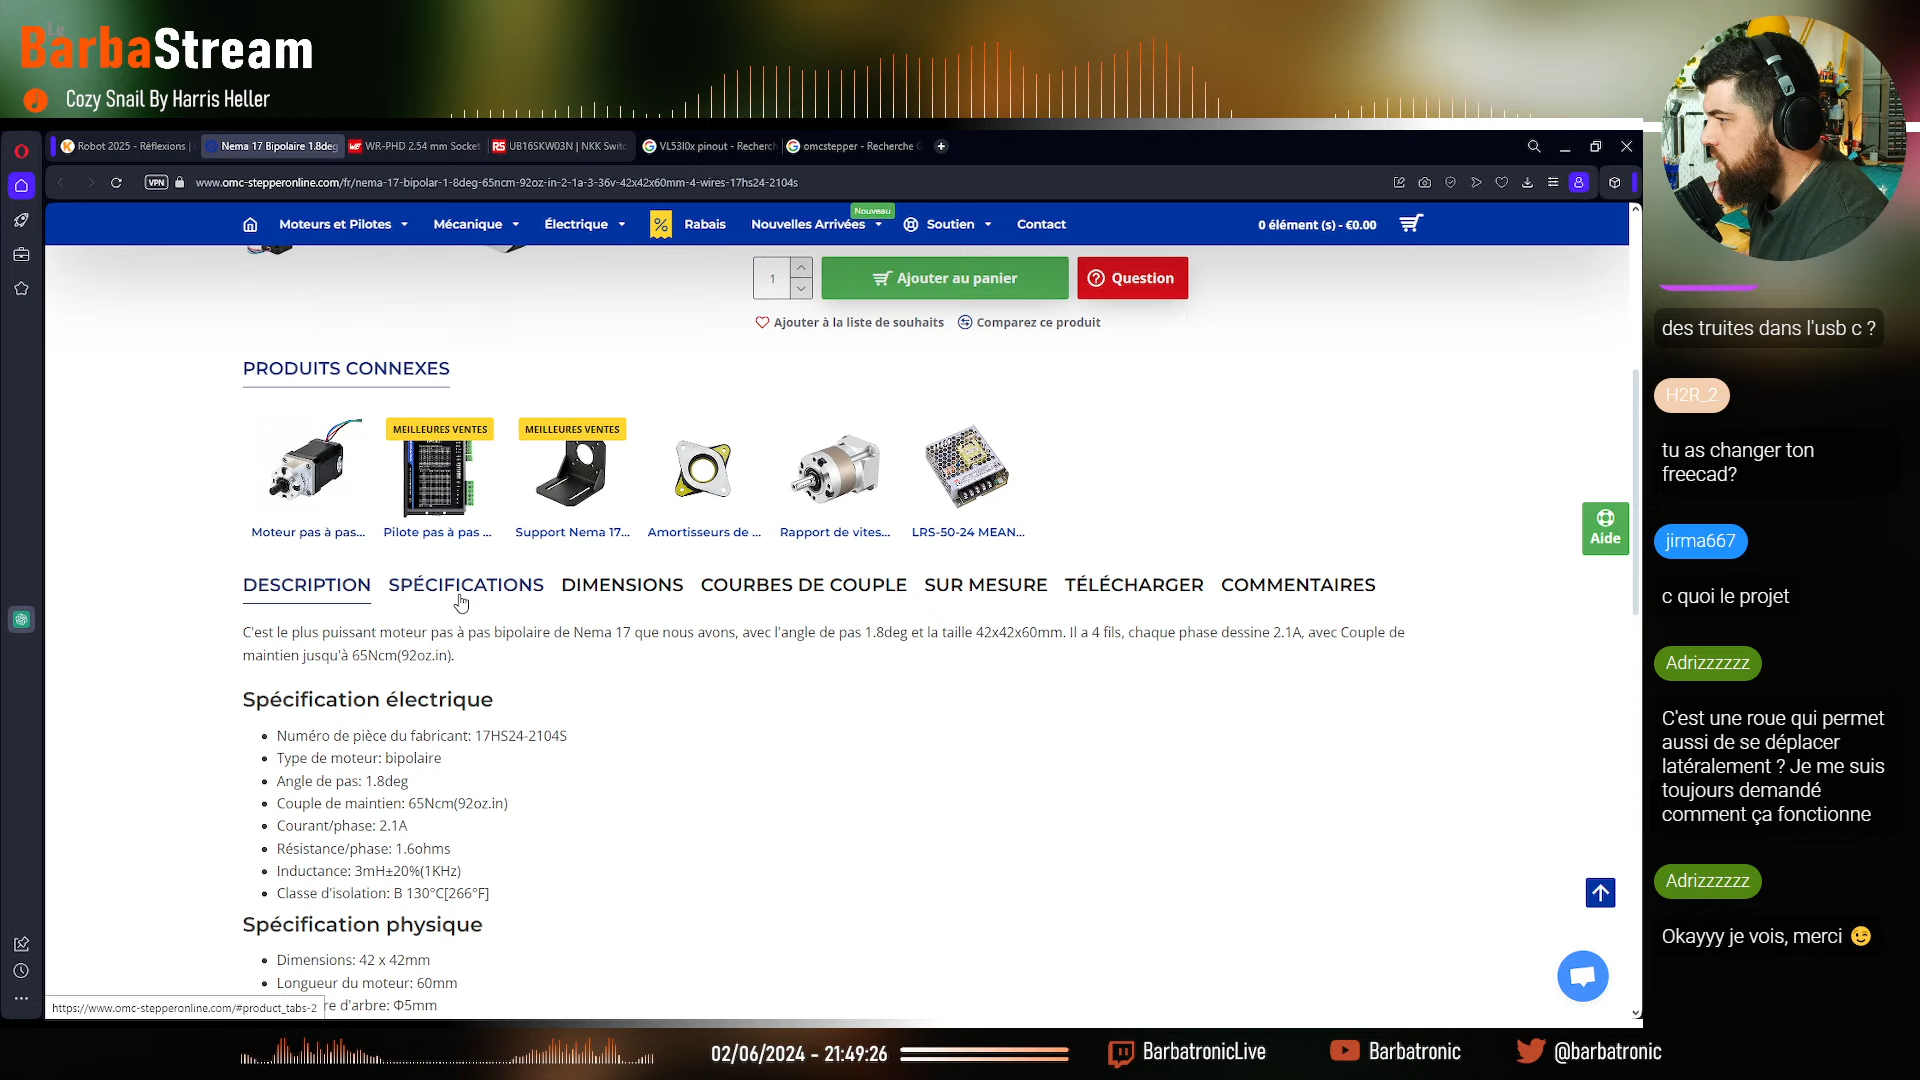 Le
BarbaStream
Cozy Snail By Harris Heller
Robot 2025 - Réflexions
Nema 17 Bipolaire 1.8deg
WR-PHD 2.54 mm Socket
UB16SKW03N | NKK Switc
VL53l0x pinout - Recherch
omcstepper - Recherche G
VPN
www.omc-stepperonline.com/fr/nema-17-bipolar-1-8deg-65ncm-92oz-in-2-1a-3-36v-42x42x60mm-4-wires-17hs24-2104s
Nouveau
Moteurs et Pilotes
Mécanique
Électrique
%
Rabais
Nouvelles Arrivées
Soutien
Contact
0 élément (s) - €0.00
1
Ajouter au panier
Question
Ajouter à la liste de souhaits
Comparez ce produit
PRODUITS CONNEXES
MEILLEURES VENTES
MEILLEURES VENTES
Moteur pas à pas...
Pilote pas à pas ...
Support Nema 17...
Amortisseurs de ...
Rapport de vites...
LRS-50-24 MEAN...
Aide
DESCRIPTION
SPÉCIFICATIONS
DIMENSIONS
COURBES DE COUPLE
SUR MESURE
TÉLÉCHARGER
COMMENTAIRES
C'est le plus puissant moteur pas à pas bipolaire de Nema 17 que nous avons, avec l'angle de pas 1.8deg et la taille 42x42x60mm. Il a 4 fils, chaque phase dessine 2.1A, avec Couple de
maintien jusqu'à 65Ncm(92oz.in).
Spécification électrique
Numéro de pièce du fabricant: 17HS24-2104S
Type de moteur: bipolaire
Angle de pas: 1.8deg
Couple de maintien: 65Ncm(92oz.in)
Courant/phase: 2.1A
Résistance/phase: 1.6ohms
Inductance: 3mH±20%(1KHz)
Classe d'isolation: B 130°C[266°F]
Spécification physique
Dimensions: 42 x 42mm
Longueur du moteur: 60mm
re d'arbre: Φ5mm
https://www.omc-stepperonline.com/#product_tabs-2
des truites dans l'usb c ?
H2R_2
tu as changer ton
freecad?
jirma667
c quoi le projet
Adrizzzzzz
C'est une roue qui permet
aussi de se déplacer
latéralement ? Je me suis
toujours demandé
comment ça fonctionne
Adrizzzzzz
Okayyy je vois, merci 😉
02/06/2024 - 21:49:26
BarbatronicLive
Barbatronic
@barbatronic